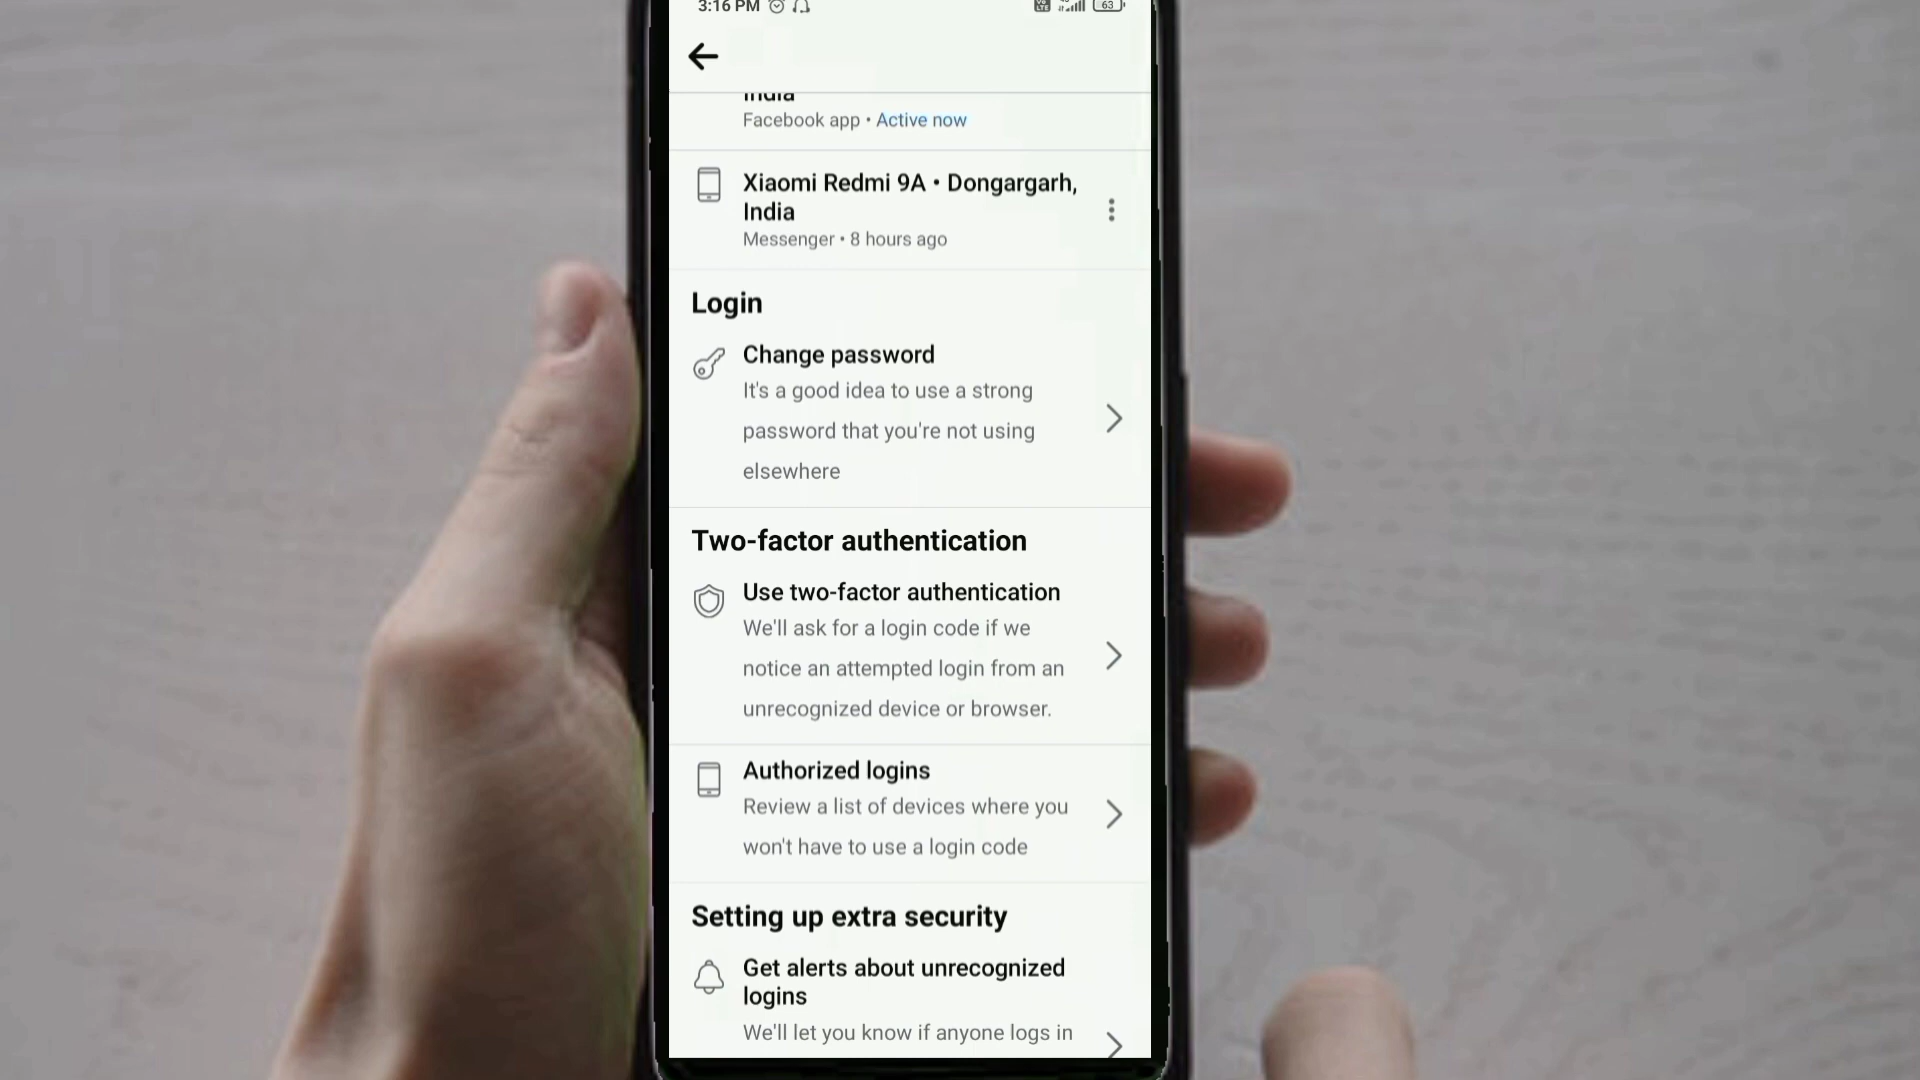 3:16 PM
63
India
Facebook app • Active now
Xiaomi Redmi 9A • Dongargarh,
India
Messenger • 8 hours ago
Login
Change password
It's a good idea to use a strong
password that you're not using
elsewhere
Two-factor authentication
Use two-factor authentication
We'll ask for a login code if we
notice an attempted login from an
unrecognized device or browser.
Authorized logins
Review a list of devices where you
won't have to use a login code
Setting up extra security
Get alerts about unrecognized
logins
We'll let you know if anyone logs in